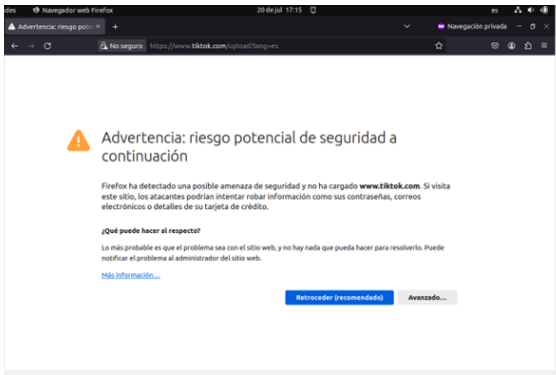 des Navegador web Firefox 20 de jul 17:15 es
Advertencia: riesgo pote Navegación privada
No seguro https://www.tiktok.com/upload?lang=es
Advertencia: riesgo potencial de seguridad a
continuación
Firefox ha detectado una posible amenaza de seguridad y no ha cargado www.tiktok.com. Si visita
este sitio, los atacantes podrían intentar robar información como sus contraseñas, correos
electrónicos o detalles de su tarjeta de crédito.
¿Qué puede hacer al respecto?
Lo más probable es que el problema sea con el sitio web, y no hay nada que pueda hacer para resolverlo. Puede
notificar el problema al administrador del sitio web.
Más información...
Retroceder (recomendado) Avanzado...